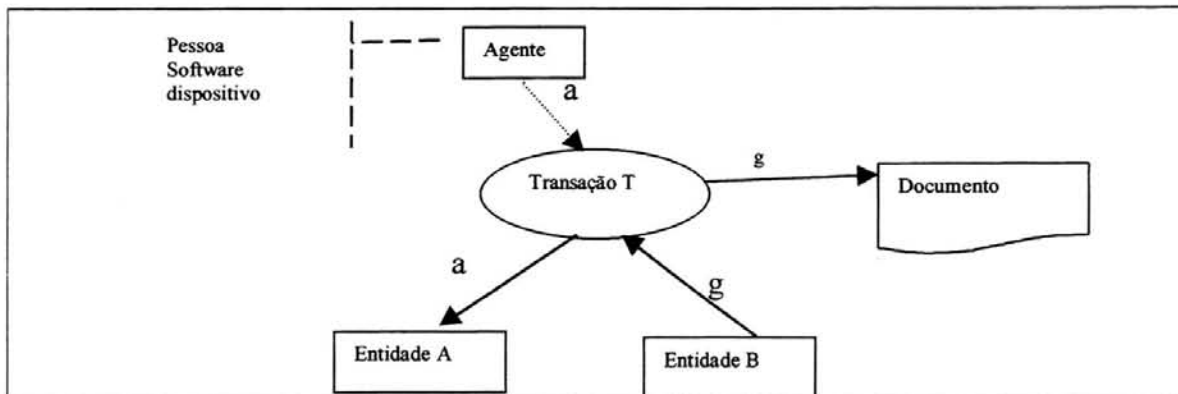 Pessoa
Software
dispositivo
Agente
a
Transação T
g
Documento
a
g
Entidade A
Entidade B